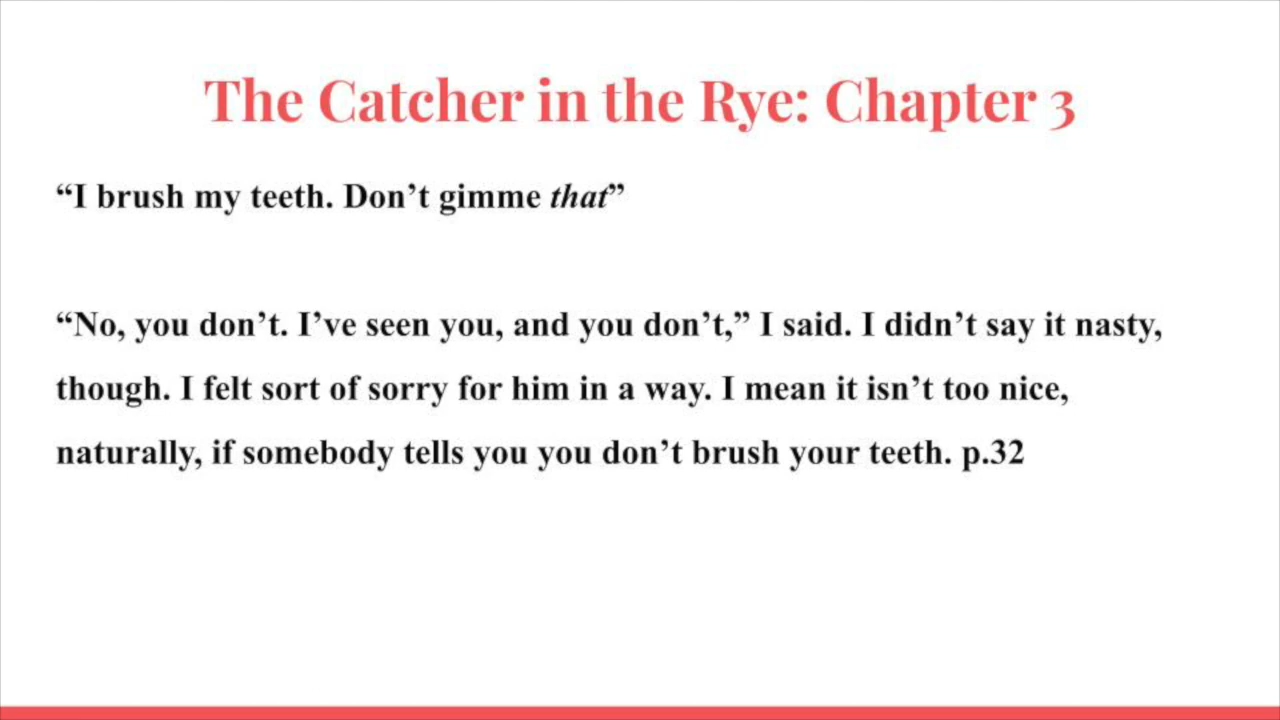 The Catcher in the Rye: Chapter 3
“I brush my teeth. Don’t gimme that”
“No, you don’t. I’ve seen you, and you don’t,” I said. I didn’t say it nasty,
though. I felt sort of sorry for him in a way. I mean it isn’t too nice,
naturally, if somebody tells you you don’t brush your teeth. p.32